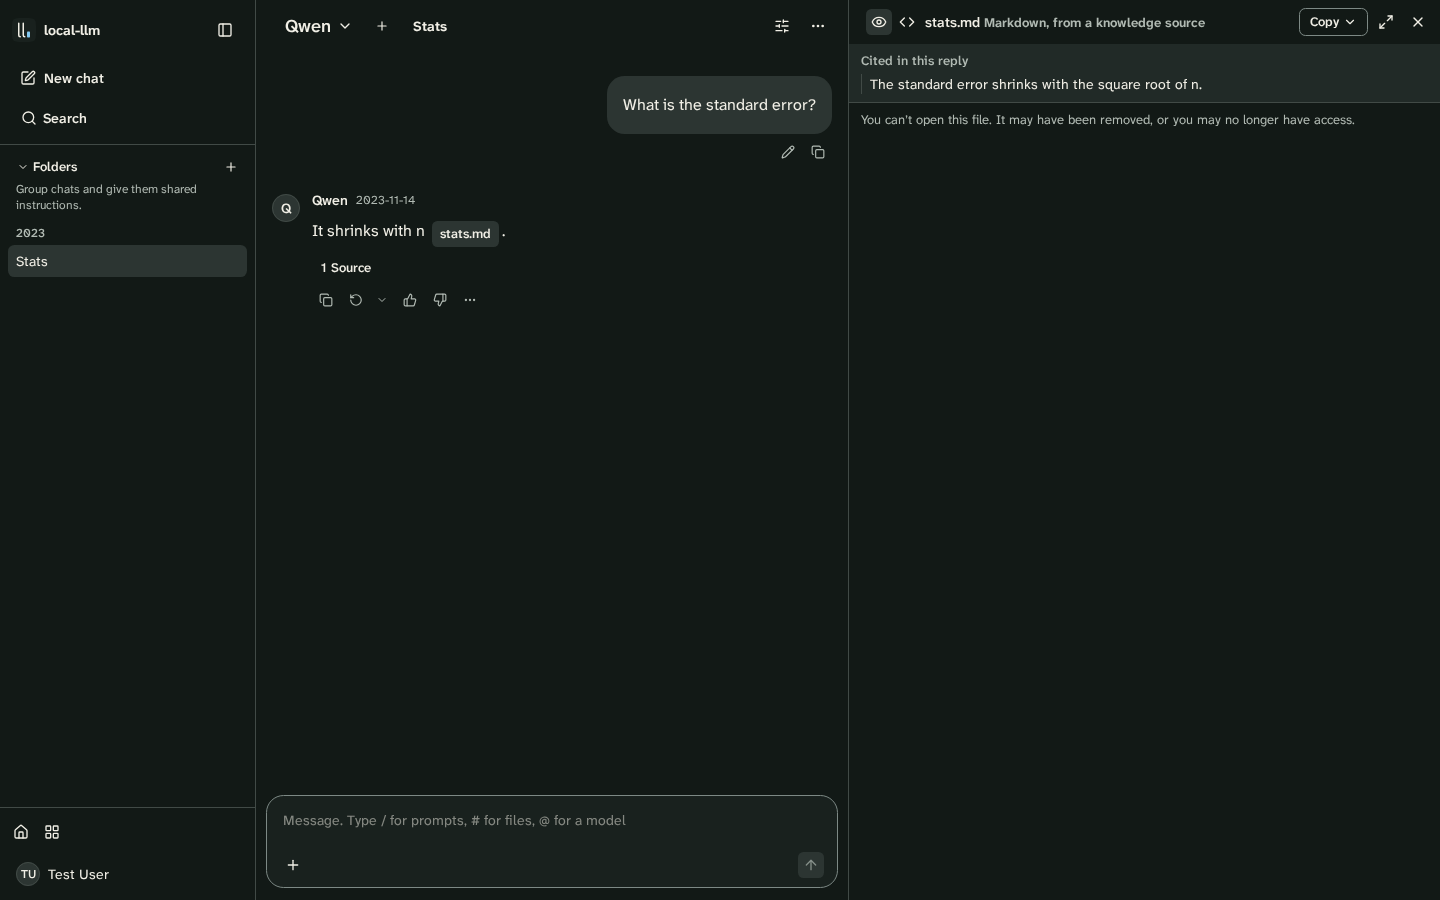 local-llm
New chat
Search
Folders
Group chats and give them shared
instructions.
2023
Stats
TU
Test User
Qwen
Stats
What is the standard error?
Q
Qwen 2023-11-14
It shrinks with n stats.md .
1 Source
Message. Type / for prompts, # for files, @ for a model
stats.md Markdown, from a knowledge source
Copy
Cited in this reply
The standard error shrinks with the square root of n.
You can't open this file. It may have been removed, or you may no longer have access.